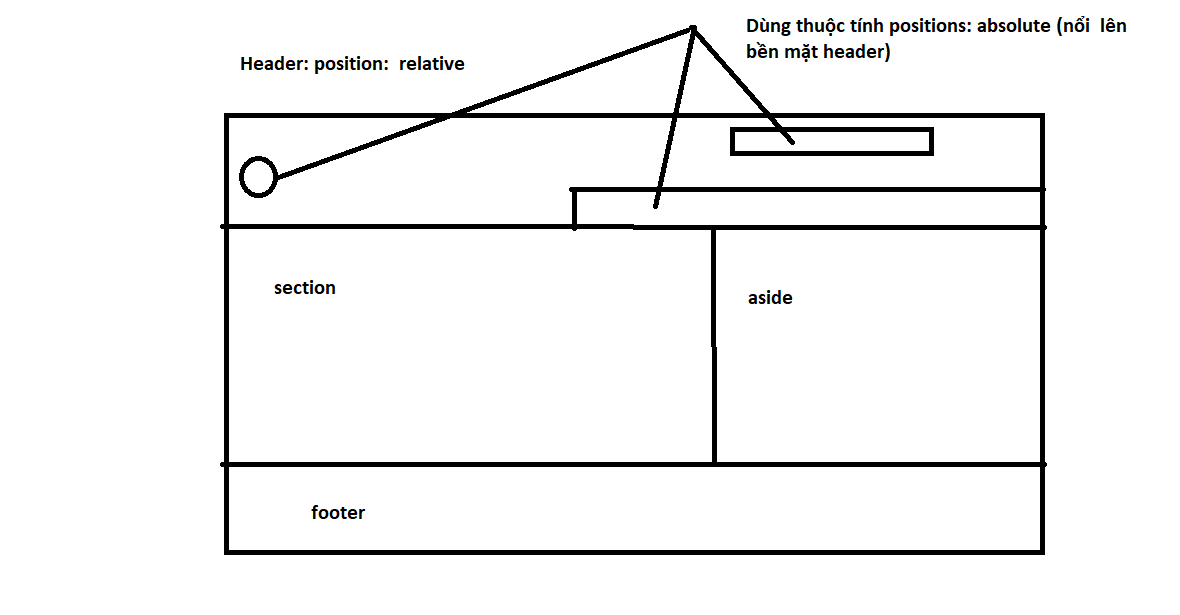 Dùng thuộc tính positions: absolute (nổi lên
bền mặt header)
Header: position: relative
section
aside
footer